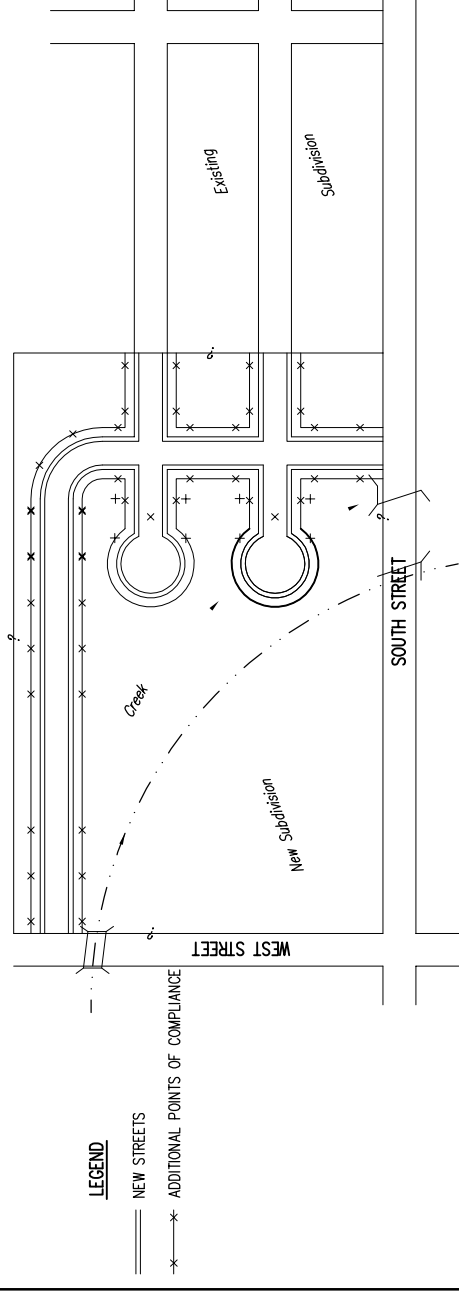 Existing
Subdivision
?
?
?
?
Creek
New Subdivision
SOUTH STREET
WEST STREET
LEGEND
NEW STREETS
ADDITIONAL POINTS OF COMPLIANCE